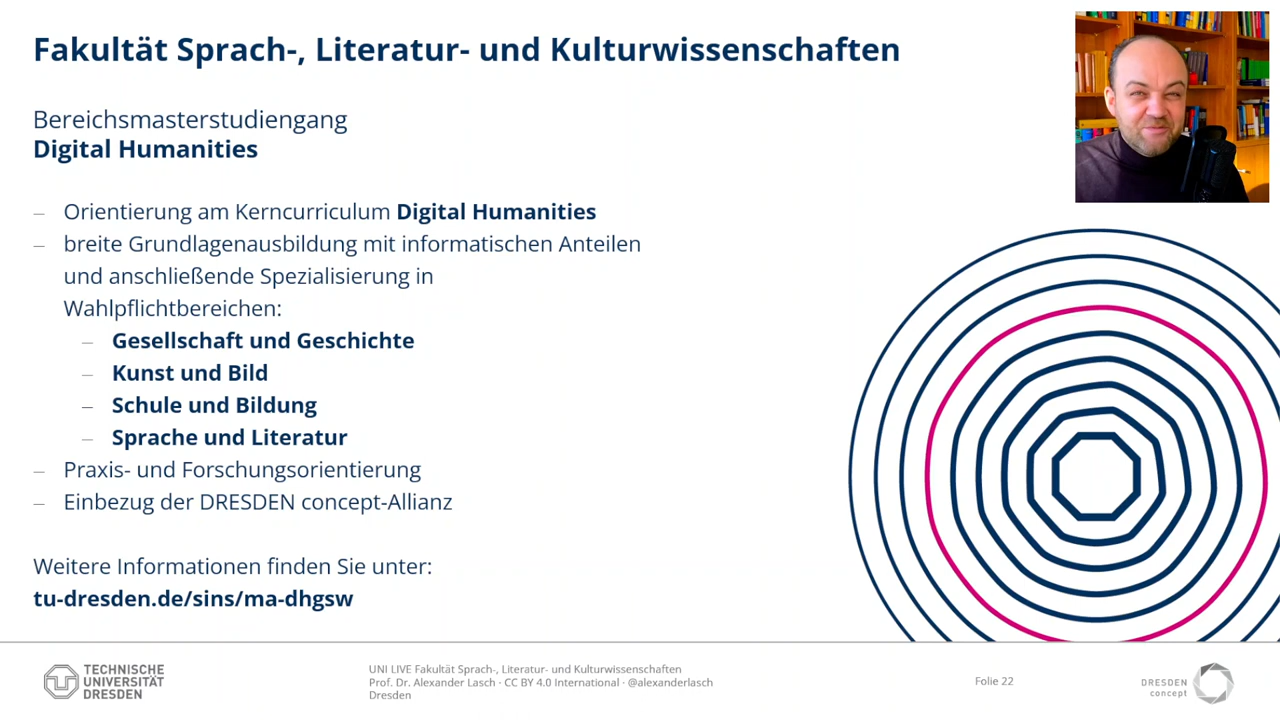 Fakultät Sprach-, Literatur- und Kulturwissenschaften
Bereichsmasterstudiengang
Digital Humanities
– Orientierung am Kerncurriculum Digital Humanities
– breite Grundlagenausbildung mit informatischen Anteilen
und anschließende Spezialisierung in
Wahlpflichtbereichen:
– Gesellschaft und Geschichte
– Kunst und Bild
– Schule und Bildung
– Sprache und Literatur
– Praxis- und Forschungsorientierung
– Einbezug der DRESDEN concept-Allianz
Weitere Informationen finden Sie unter:
tu-dresden.de/sins/ma-dhgsw
TECHNISCHE
UNIVERSITÄT
DRESDEN
UNI LIVE Fakultät Sprach-, Literatur- und Kulturwissenschaften
Prof. Dr. Alexander Lasch · CC BY 4.0 International · @alexanderlasch
Dresden
Folie 22
DRESDEN
concept